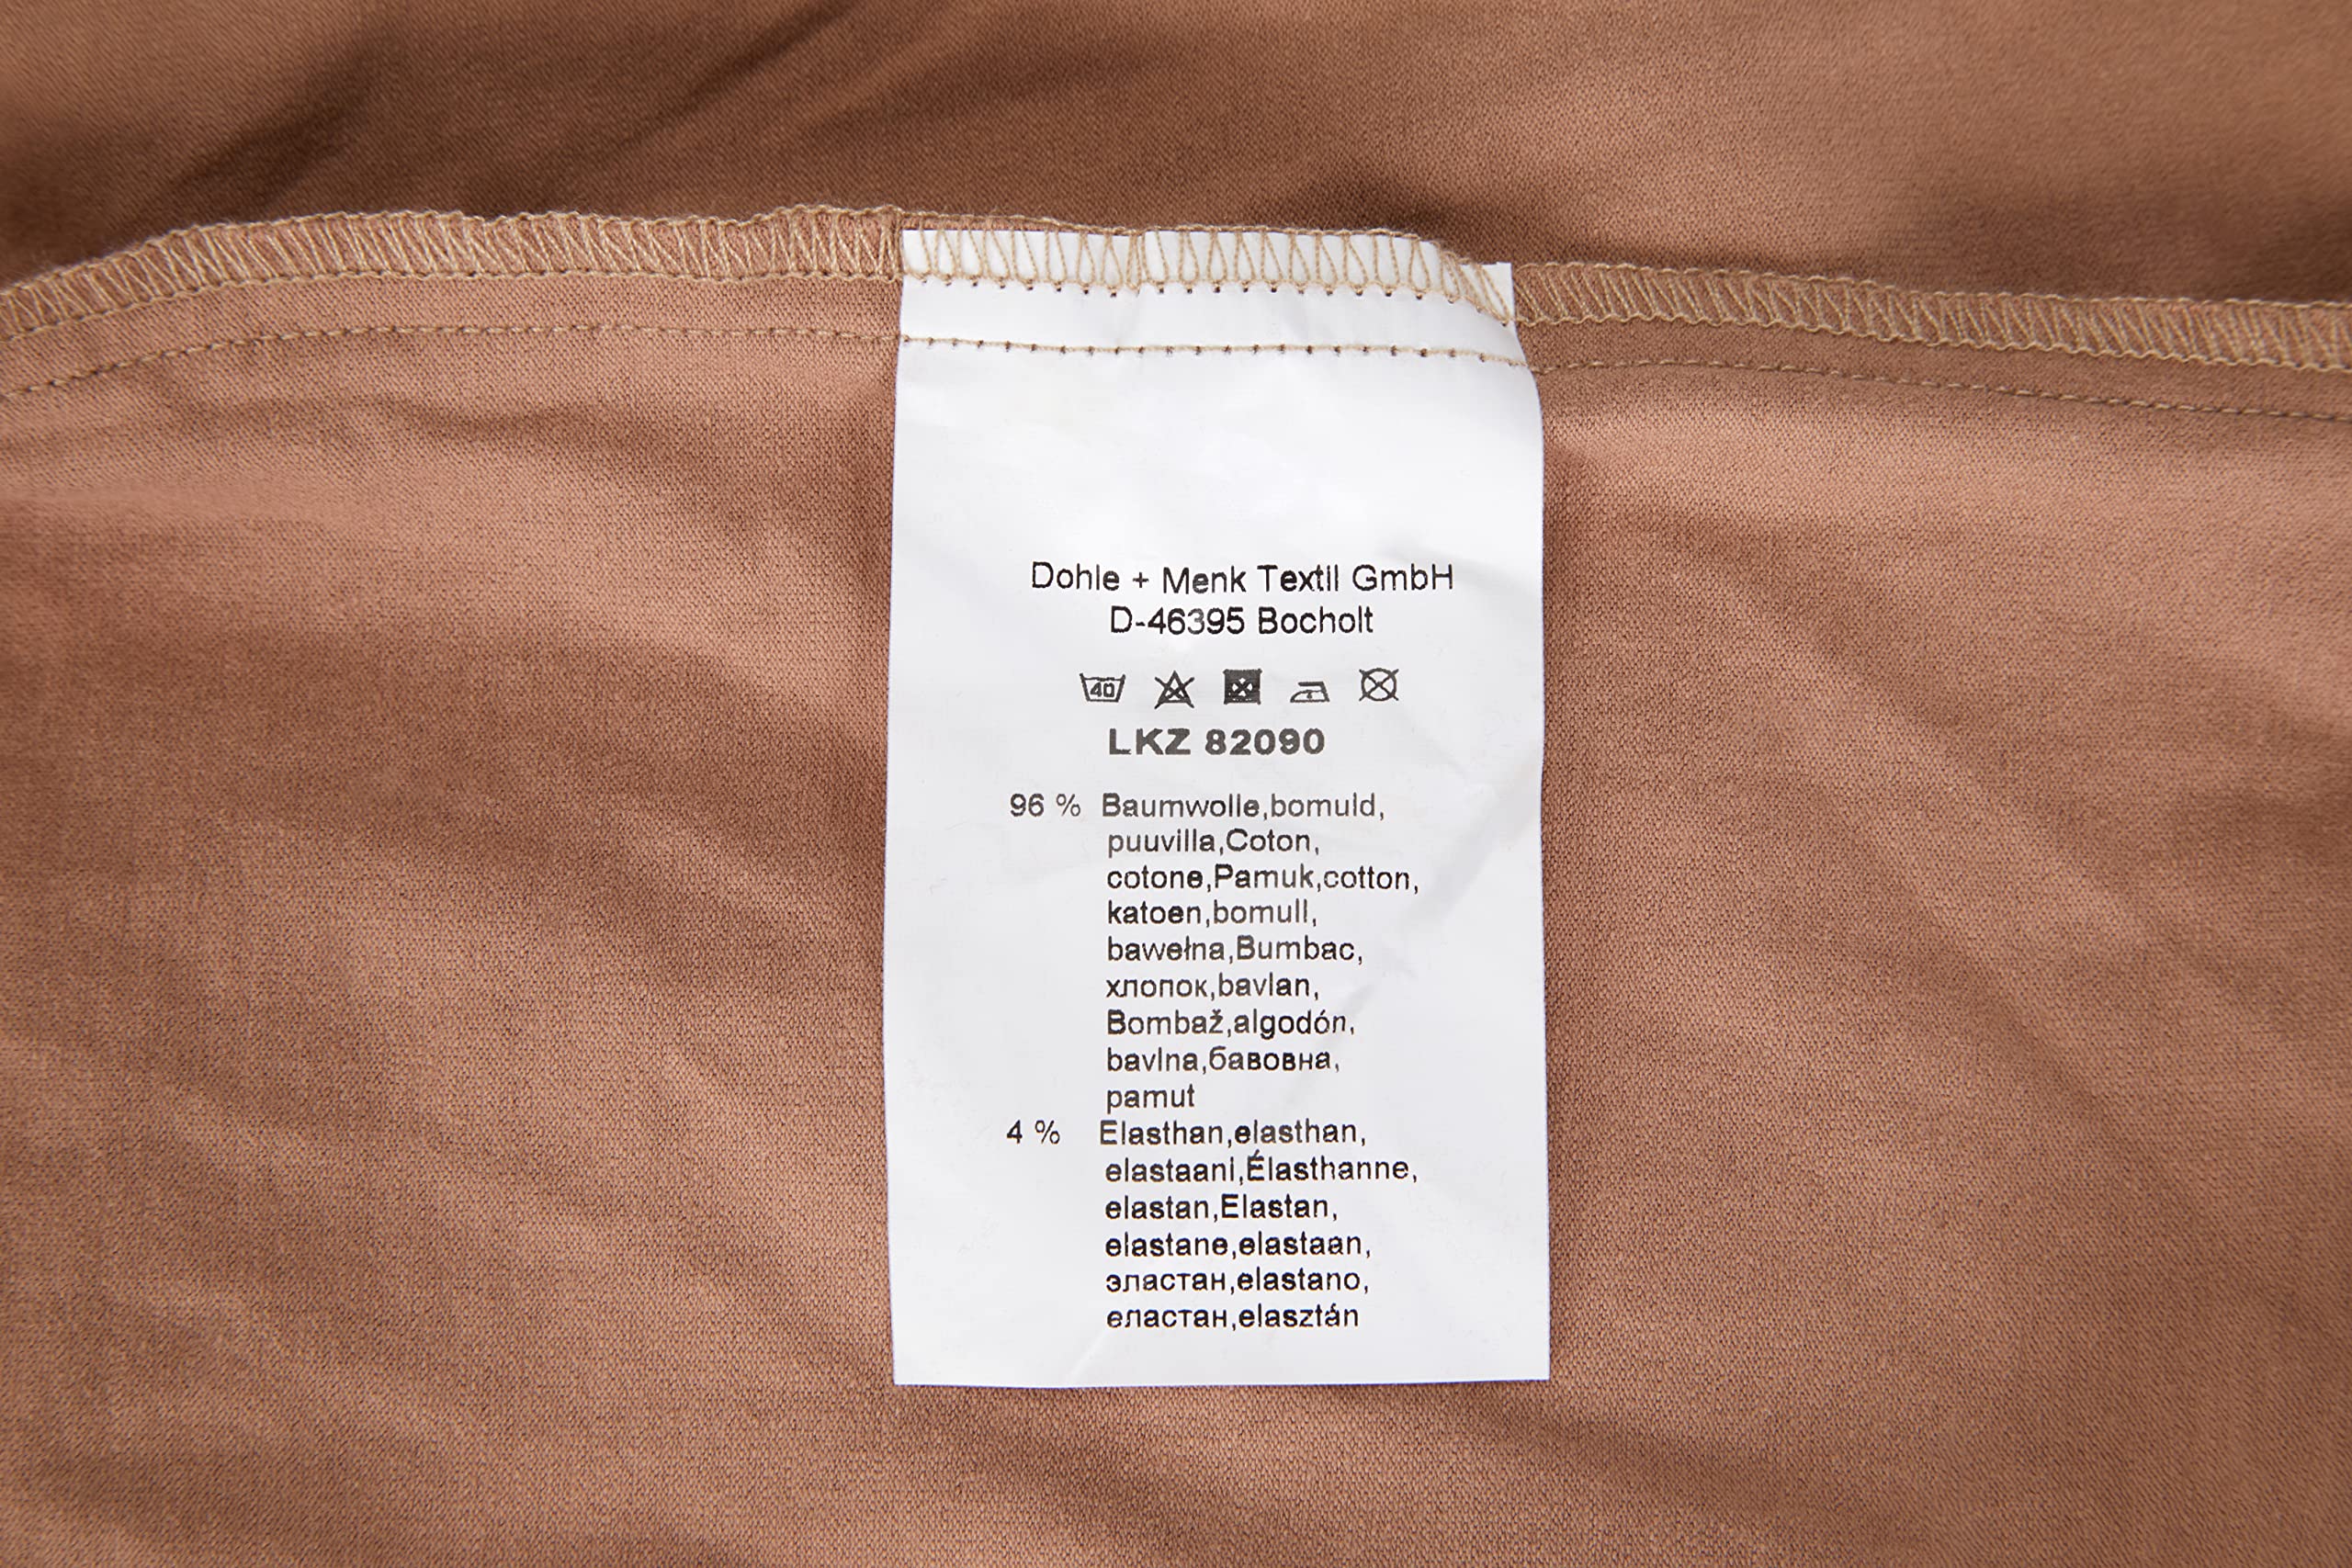 Dohle + Menk Textil GmbH
D-46395 Bocholt
40
LKZ 82090
96 % Baumwolle,bomuld,
puuvilla,Coton,
cotone,Pamuk,cotton,
katoen,bomull,
bawełna,Bumbac,
хлопок,bavlan,
Bombaž,algodón,
bavlna,бавовна,
pamut
4 % Elasthan,elasthan,
elastaani,Élasthanne,
elastan,Elastan,
elastane,elastaan,
эластан,elastano,
еластан,elasztán